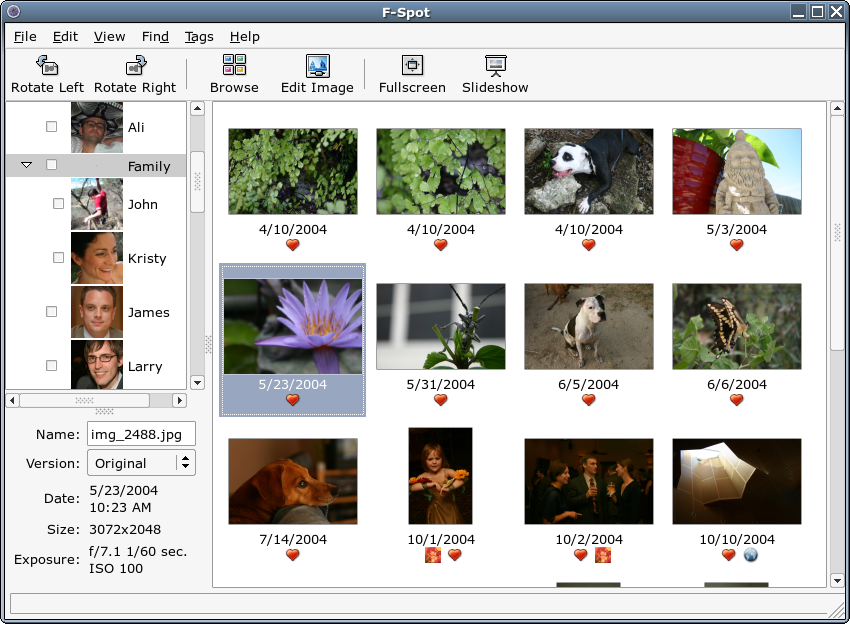 F-Spot
File Edit View Find Tags Help
Rotate Left Rotate Right Browse Edit Image Fullscreen Slideshow
Ali
Family
John
Kristy
James
Larry
4/10/2004 4/10/2004 4/10/2004 5/3/2004
5/23/2004 5/31/2004 6/5/2004 6/6/2004
7/14/2004 10/1/2004 10/2/2004 10/10/2004
Name: img_2488.jpg
Version: Original
Date: 5/23/2004
10:23 AM
Size: 3072x2048
Exposure: f/7.1 1/60 sec.
ISO 100